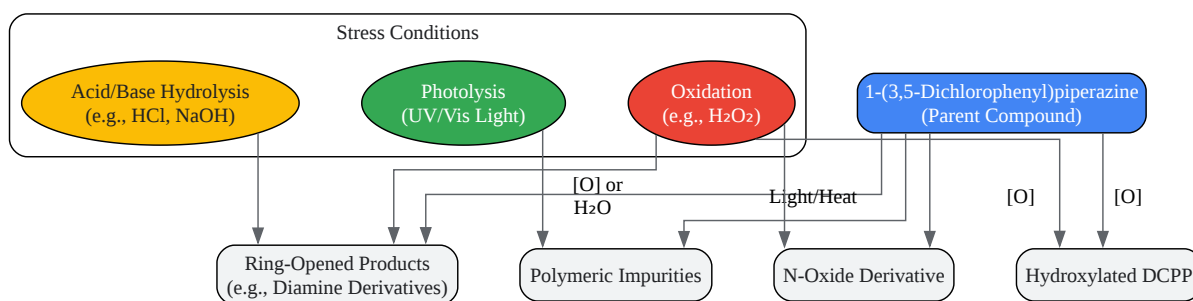 Stress Conditions
Acid/Base Hydrolysis
(e.g., HCl, NaOH)
Photolysis
(UV/Vis Light)
Oxidation
(e.g., H₂O₂)
1-(3,5-Dichlorophenyl)piperazine
(Parent Compound)
[O] or
H₂O
Light/Heat
[O]
[O]
Ring-Opened Products
(e.g., Diamine Derivatives)
Polymeric Impurities
N-Oxide Derivative
Hydroxylated DCPP